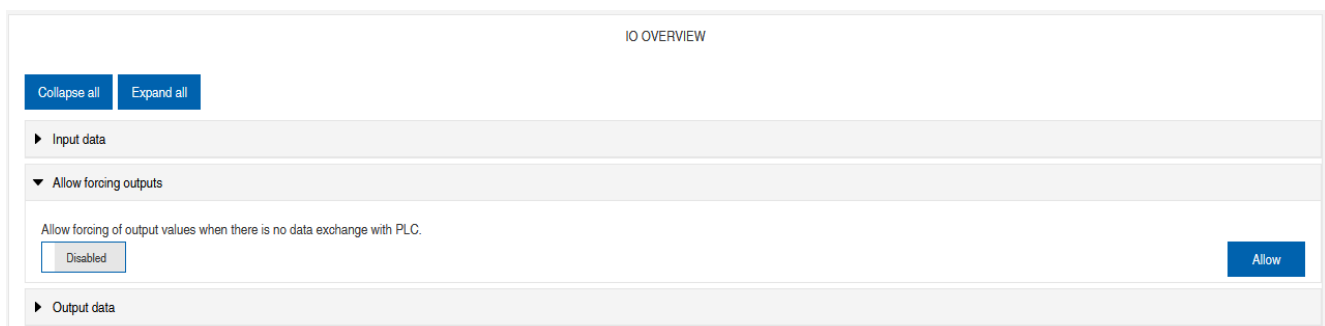 IO OVERVIEW
Collapse all Expand all
Input data
Allow forcing outputs
Allow forcing of output values when there is no data exchange with PLC.
Disabled Allow
Output data